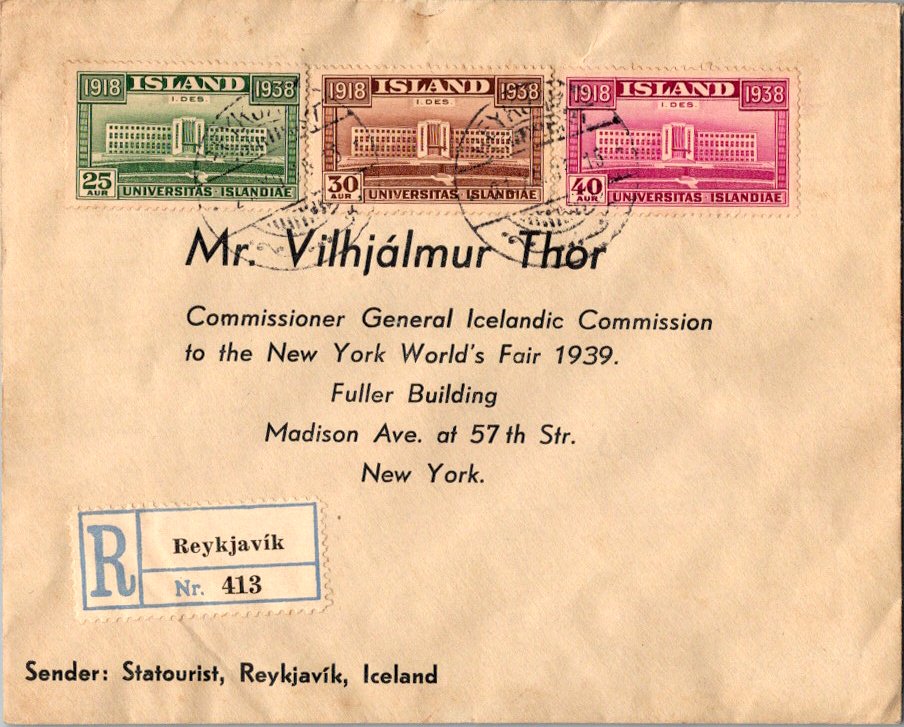 1918 ISLAND 1938
1. DES.
25
AUR
UNIVERSITAS · ISLANDIAE
1918 ISLAND 1938
1. DES.
30
AUR
UNIVERSITAS · ISLANDIAE
1918 ISLAND 1938
1. DES.
40
AUR
UNIVERSITAS · ISLANDIAE
Mr. Vilhjálmur Thor
Commissioner General Icelandic Commission
to the New York World's Fair 1939.
Fuller Building
Madison Ave. at 57th Str.
New York.
R
Reykjavík
Nr. 413
Sender: Statourist, Reykjavík, Iceland